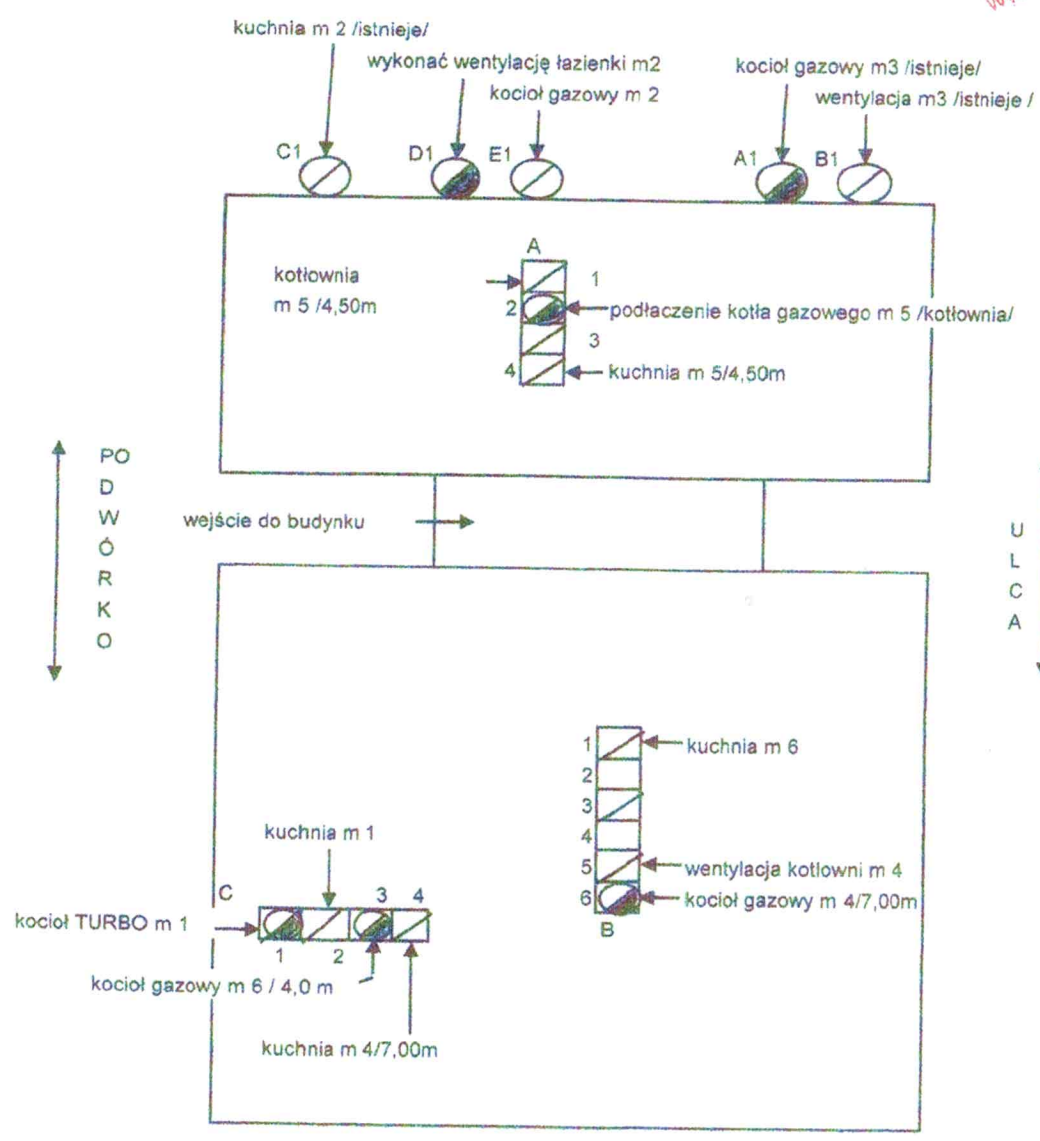 kuchnia m 2 /istnieje/
wykonać wentylację łazienki m2
kocioł gazowy m 2
kocioł gazowy m3 /istnieje/
wentylacja m3 /istnieje /
C1
D1
E1
A1
B1
A
kotłownia
m 5 /4,50m
1
2
podłaczenie kotła gazowego m 5 /kotłownia/
3
4
kuchnia m 5/4,50m
PO
D
W
Ó
R
K
O
wejście do budynku
U
L
C
A
1
kuchnia m 6
2
3
4
5
wentylacja kotlowni m 4
6
kocioł gazowy m 4/7,00m
B
kuchnia m 1
C
3
4
kocioł TURBO m 1
1
2
kocioł gazowy m 6 / 4,0 m
kuchnia m 4/7,00m